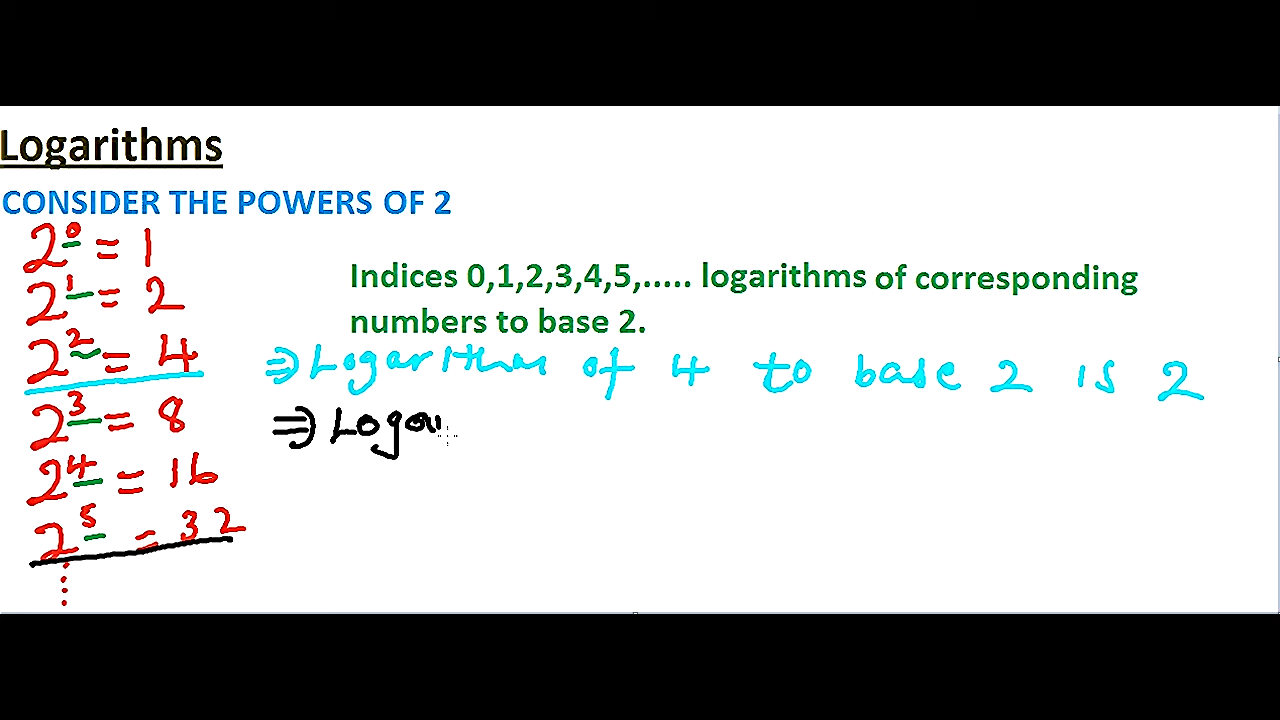 Logarithms
CONSIDER THE POWERS OF 2
2⁰ = 1
2¹ = 2
2² = 4
2³ = 8
2⁴ = 16
2⁵ = 32
⋮
Indices 0,1,2,3,4,5,..... logarithms of corresponding
numbers to base 2.
⇒ Logarithm of 4 to base 2 is 2
⇒ Loga